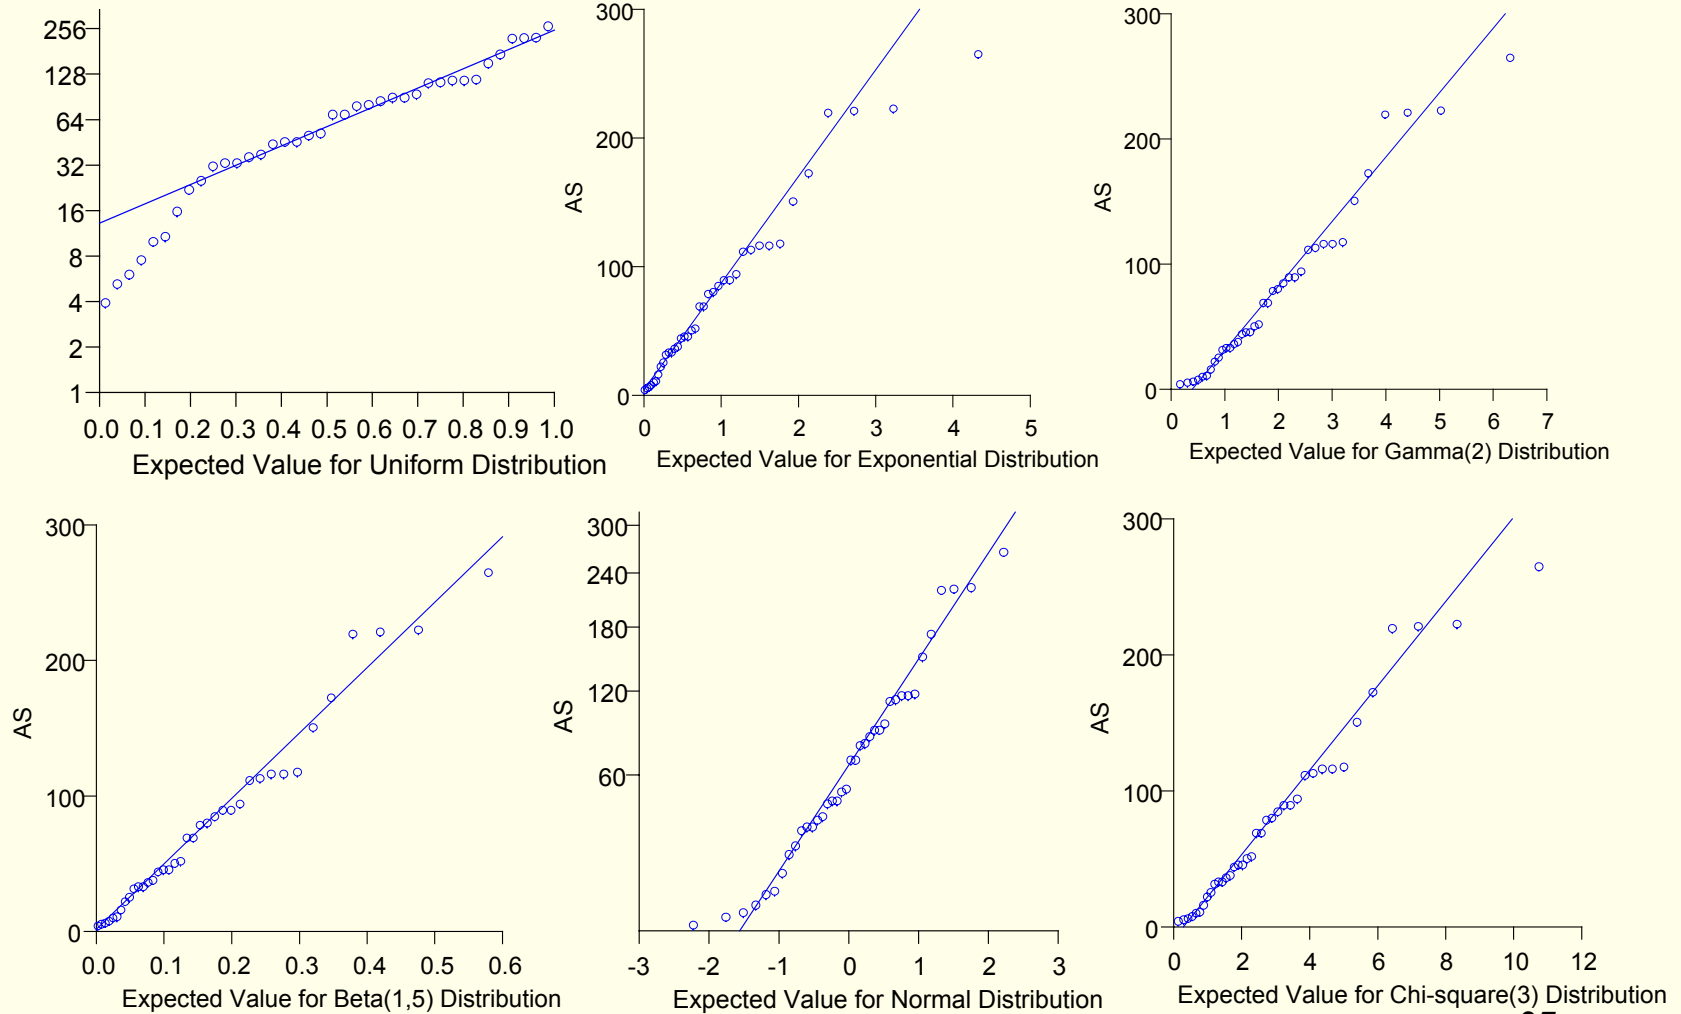 256
128
64
32
16
8
4
2
1
0.0 0.1 0.2 0.3 0.4 0.5 0.6 0.7 0.8 0.9 1.0
Expected Value for Uniform Distribution
300
200
100
0
AS
0 1 2 3 4 5
Expected Value for Exponential Distribution
300
200
100
0
AS
0 1 2 3 4 5 6 7
Expected Value for Gamma(2) Distribution
300
200
100
0
AS
0.0 0.1 0.2 0.3 0.4 0.5 0.6
Expected Value for Beta(1,5) Distribution
300
240
180
120
60
AS
-3 -2 -1 0 1 2 3
Expected Value for Normal Distribution
300
200
100
0
AS
0 2 4 6 8 10 12
Expected Value for Chi-square(3) Distribution